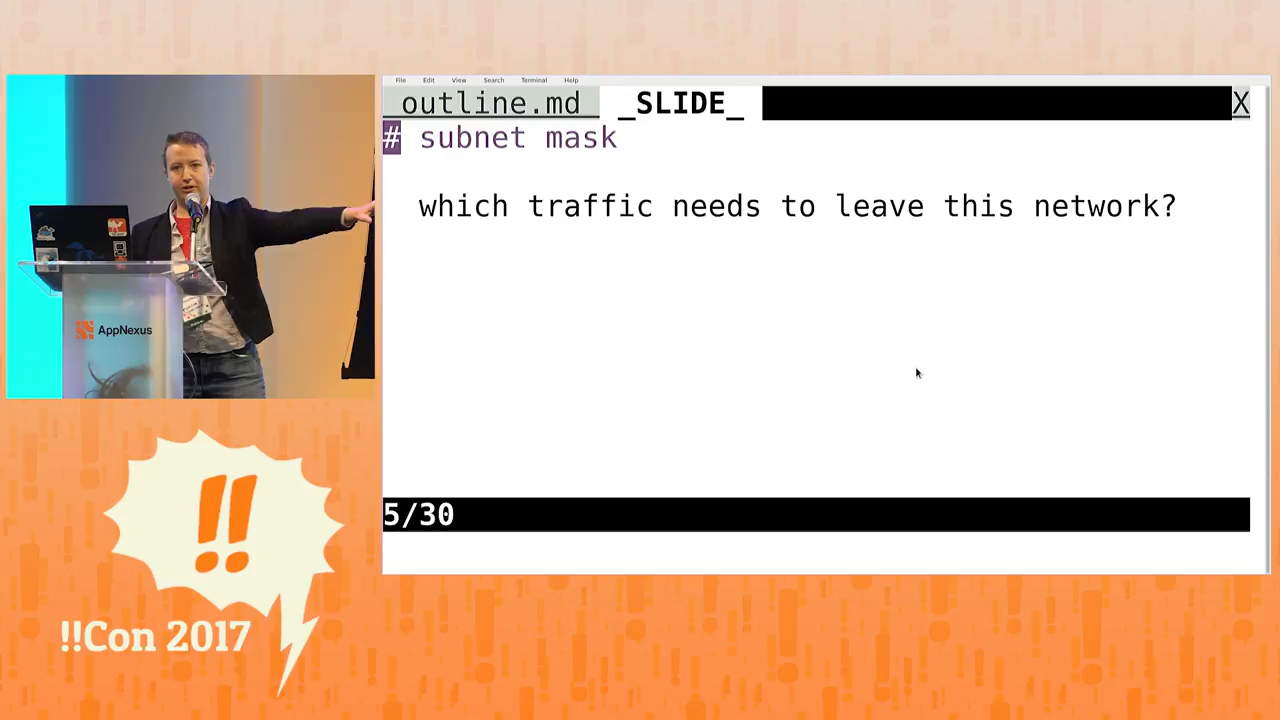 File Edit View Search Terminal Help
outline.md _SLIDE_ X
# subnet mask
which traffic needs to leave this network?
5/30
AppNexus
!!
!!Con 2017